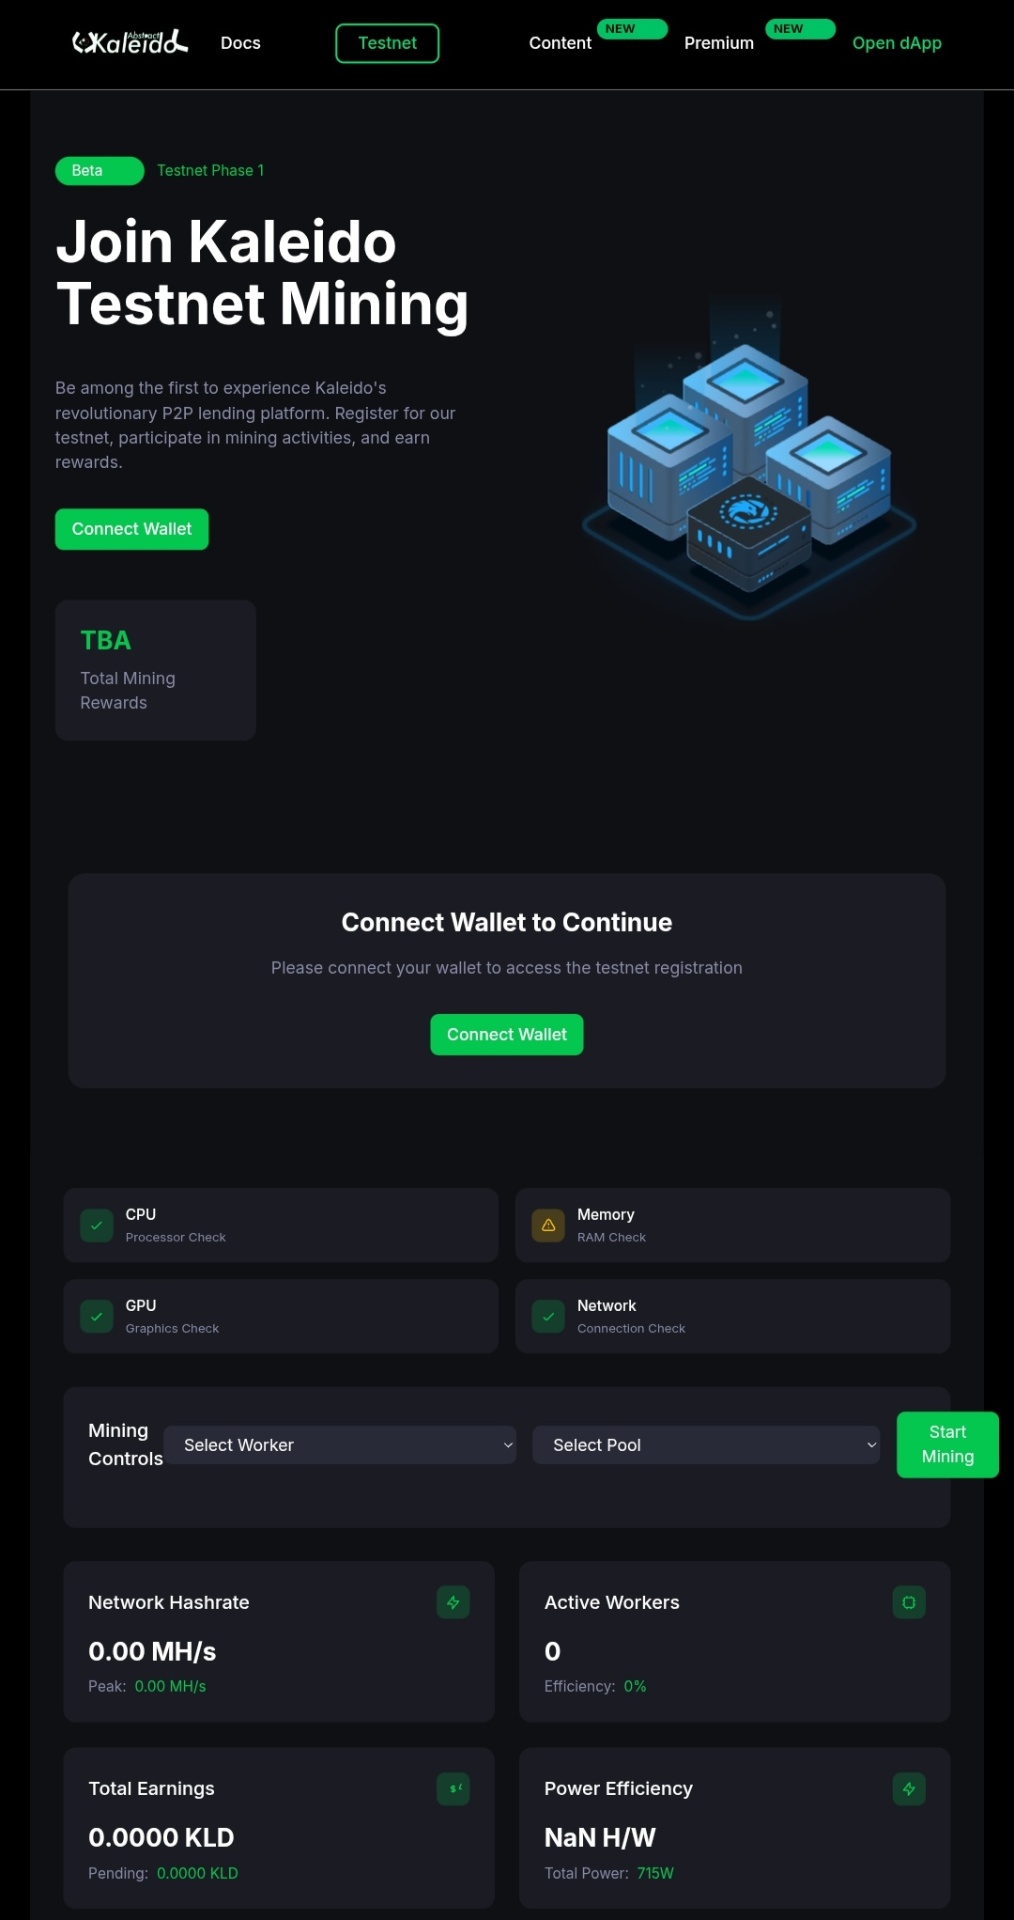 Kaleido
Abstract
Docs
Testnet
Content
NEW
Premium
NEW
Open dApp
Beta
Testnet Phase 1
Join Kaleido
Testnet Mining
Be among the first to experience Kaleido's
revolutionary P2P lending platform. Register for our
testnet, participate in mining activities, and earn
rewards.
Connect Wallet
TBA
Total Mining
Rewards
Connect Wallet to Continue
Please connect your wallet to access the testnet registration
Connect Wallet
CPU
Processor Check
Memory
RAM Check
GPU
Graphics Check
Network
Connection Check
Mining
Controls
Select Worker
Select Pool
Start
Mining
Network Hashrate
0.00 MH/s
Peak: 0.00 MH/s
Active Workers
0
Efficiency: 0%
Total Earnings
0.0000 KLD
Pending: 0.0000 KLD
Power Efficiency
NaN H/W
Total Power: 715W